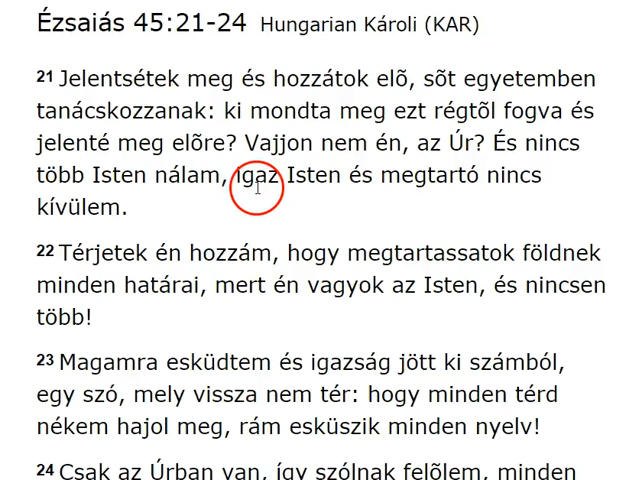 Ézsaiás 45:21-24 Hungarian Károli (KAR)
21 Jelentsétek meg és hozzátok elõ, sõt egyetemben
tanácskozzanak: ki mondta meg ezt régtõl fogva és
jelenté meg elõre? Vajjon nem én, az Úr? És nincs
több Isten nálam, igaz Isten és megtartó nincs
kívülem.
22 Térjetek én hozzám, hogy megtartassatok földnek
minden határai, mert én vagyok az Isten, és nincsen
több!
23 Magamra esküdtem és igazság jött ki számból,
egy szó, mely vissza nem tér: hogy minden térd
nékem hajol meg, rám esküszik minden nyelv!
24 Csak az Úrban van, így szólnak felõlem, minden